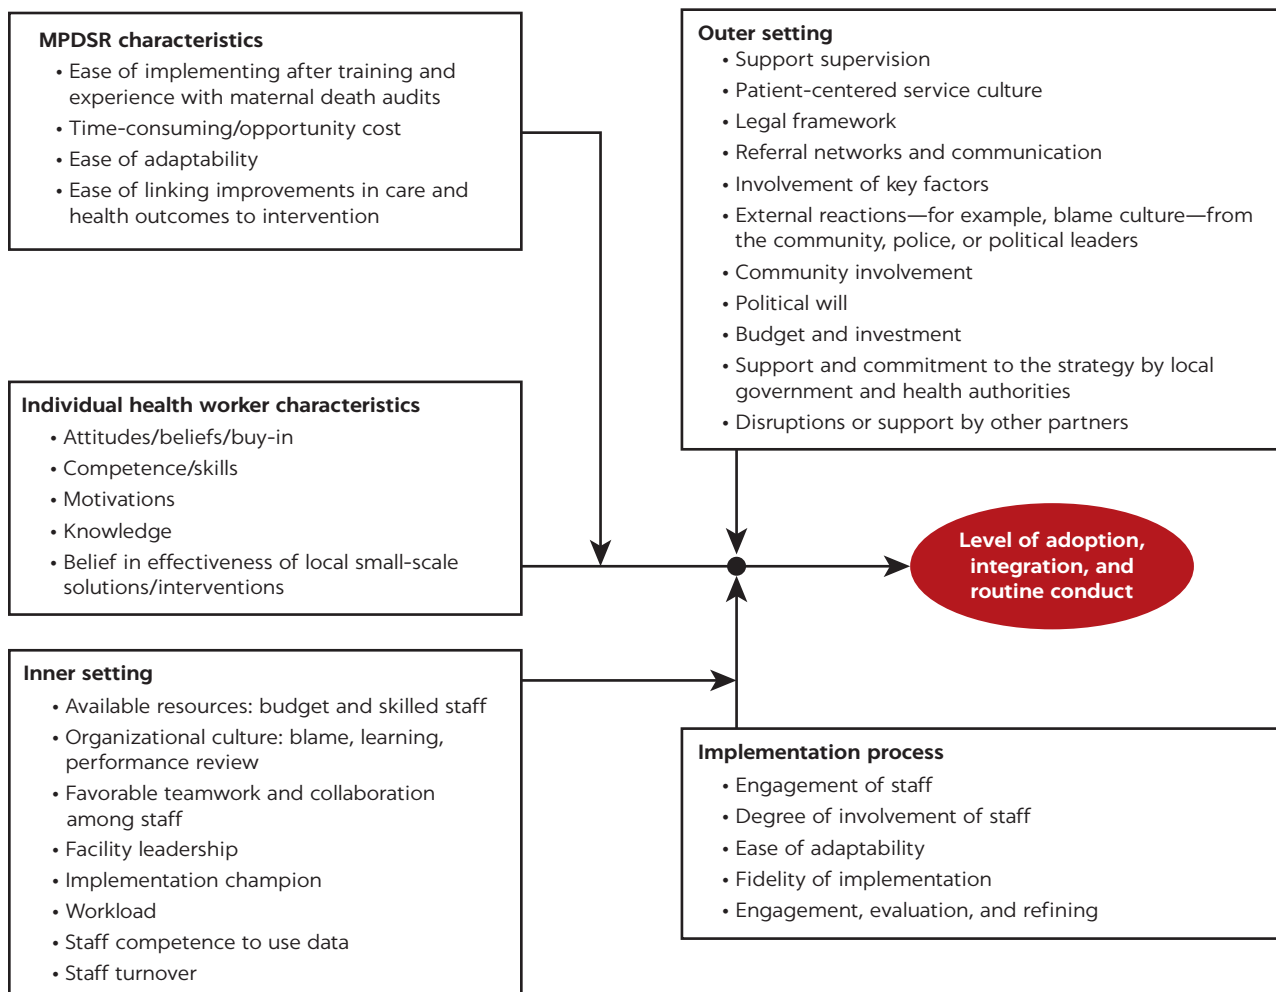 MPDSR characteristics
• Ease of implementing after training and
experience with maternal death audits
• Time-consuming/opportunity cost
• Ease of adaptability
• Ease of linking improvements in care and
health outcomes to intervention
Individual health worker characteristics
• Attitudes/beliefs/buy-in
• Competence/skills
• Motivations
• Knowledge
• Belief in effectiveness of local small-scale
solutions/interventions
Inner setting
• Available resources: budget and skilled staff
• Organizational culture: blame, learning,
performance review
• Favorable teamwork and collaboration
among staff
• Facility leadership
• Implementation champion
• Workload
• Staff competence to use data
• Staff turnover
Outer setting
• Support supervision
• Patient-centered service culture
• Legal framework
• Referral networks and communication
• Involvement of key factors
• External reactions—for example, blame culture—from
the community, police, or political leaders
• Community involvement
• Political will
• Budget and investment
• Support and commitment to the strategy by local
government and health authorities
• Disruptions or support by other partners
Level of adoption,
integration, and
routine conduct
Implementation process
• Engagement of staff
• Degree of involvement of staff
• Ease of adaptability
• Fidelity of implementation
• Engagement, evaluation, and refining